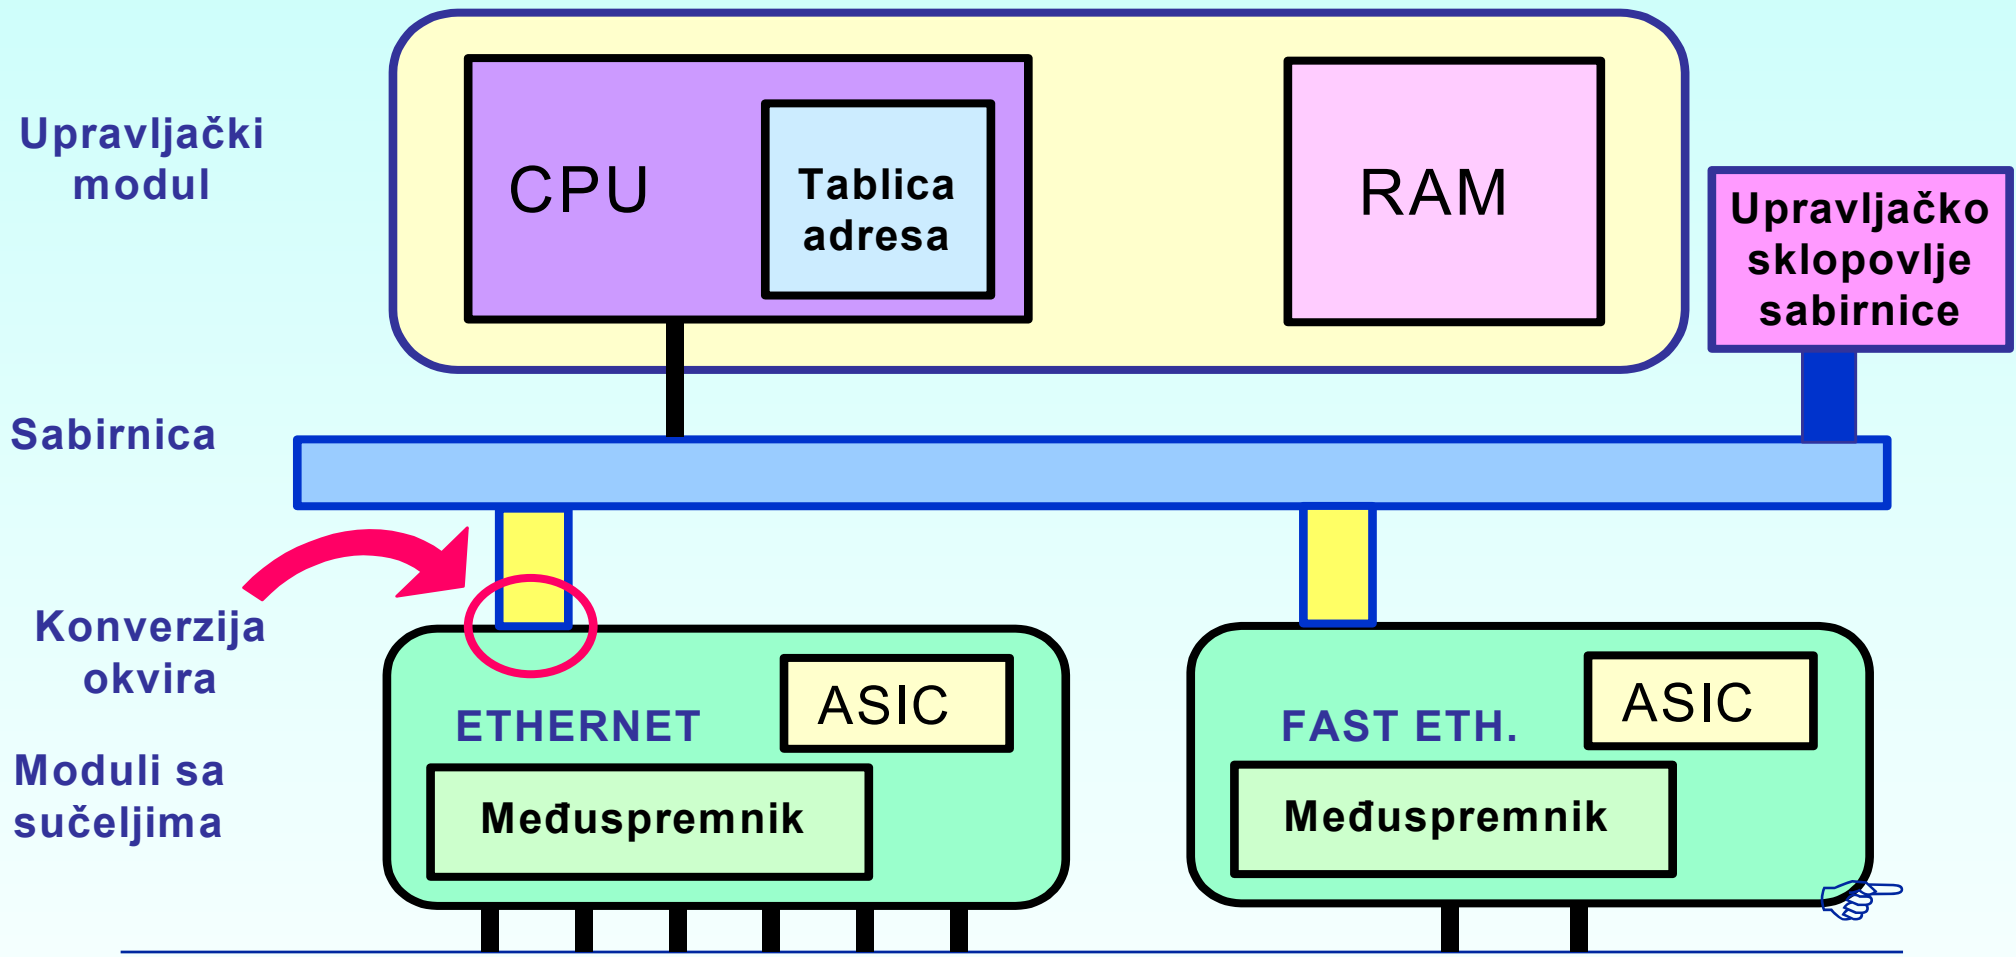 Upravljački
modul
CPU
Tablica
adresa
RAM
Upravljačko
sklopovlje
sabirnice
Sabirnica
Konverzija
okvira
ETHERNET
ASIC
Međuspremnik
FAST ETH.
ASIC
Međuspremnik
Moduli sa
sučeljima